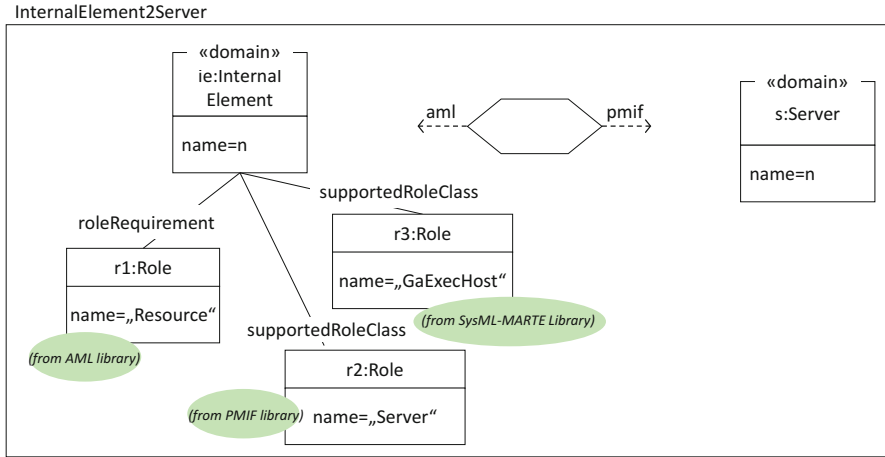 InternalElement2Server
«domain»
ie:Internal
Element
name=n
aml
pmif
«domain»
s:Server
name=n
supportedRoleClass
roleRequirement
r3:Role
name=„GaExecHost“
(from SysML-MARTE Library)
r1:Role
name=„Resource“
(from AML library)
supportedRoleClass
r2:Role
name=„Server“
(from PMIF library)